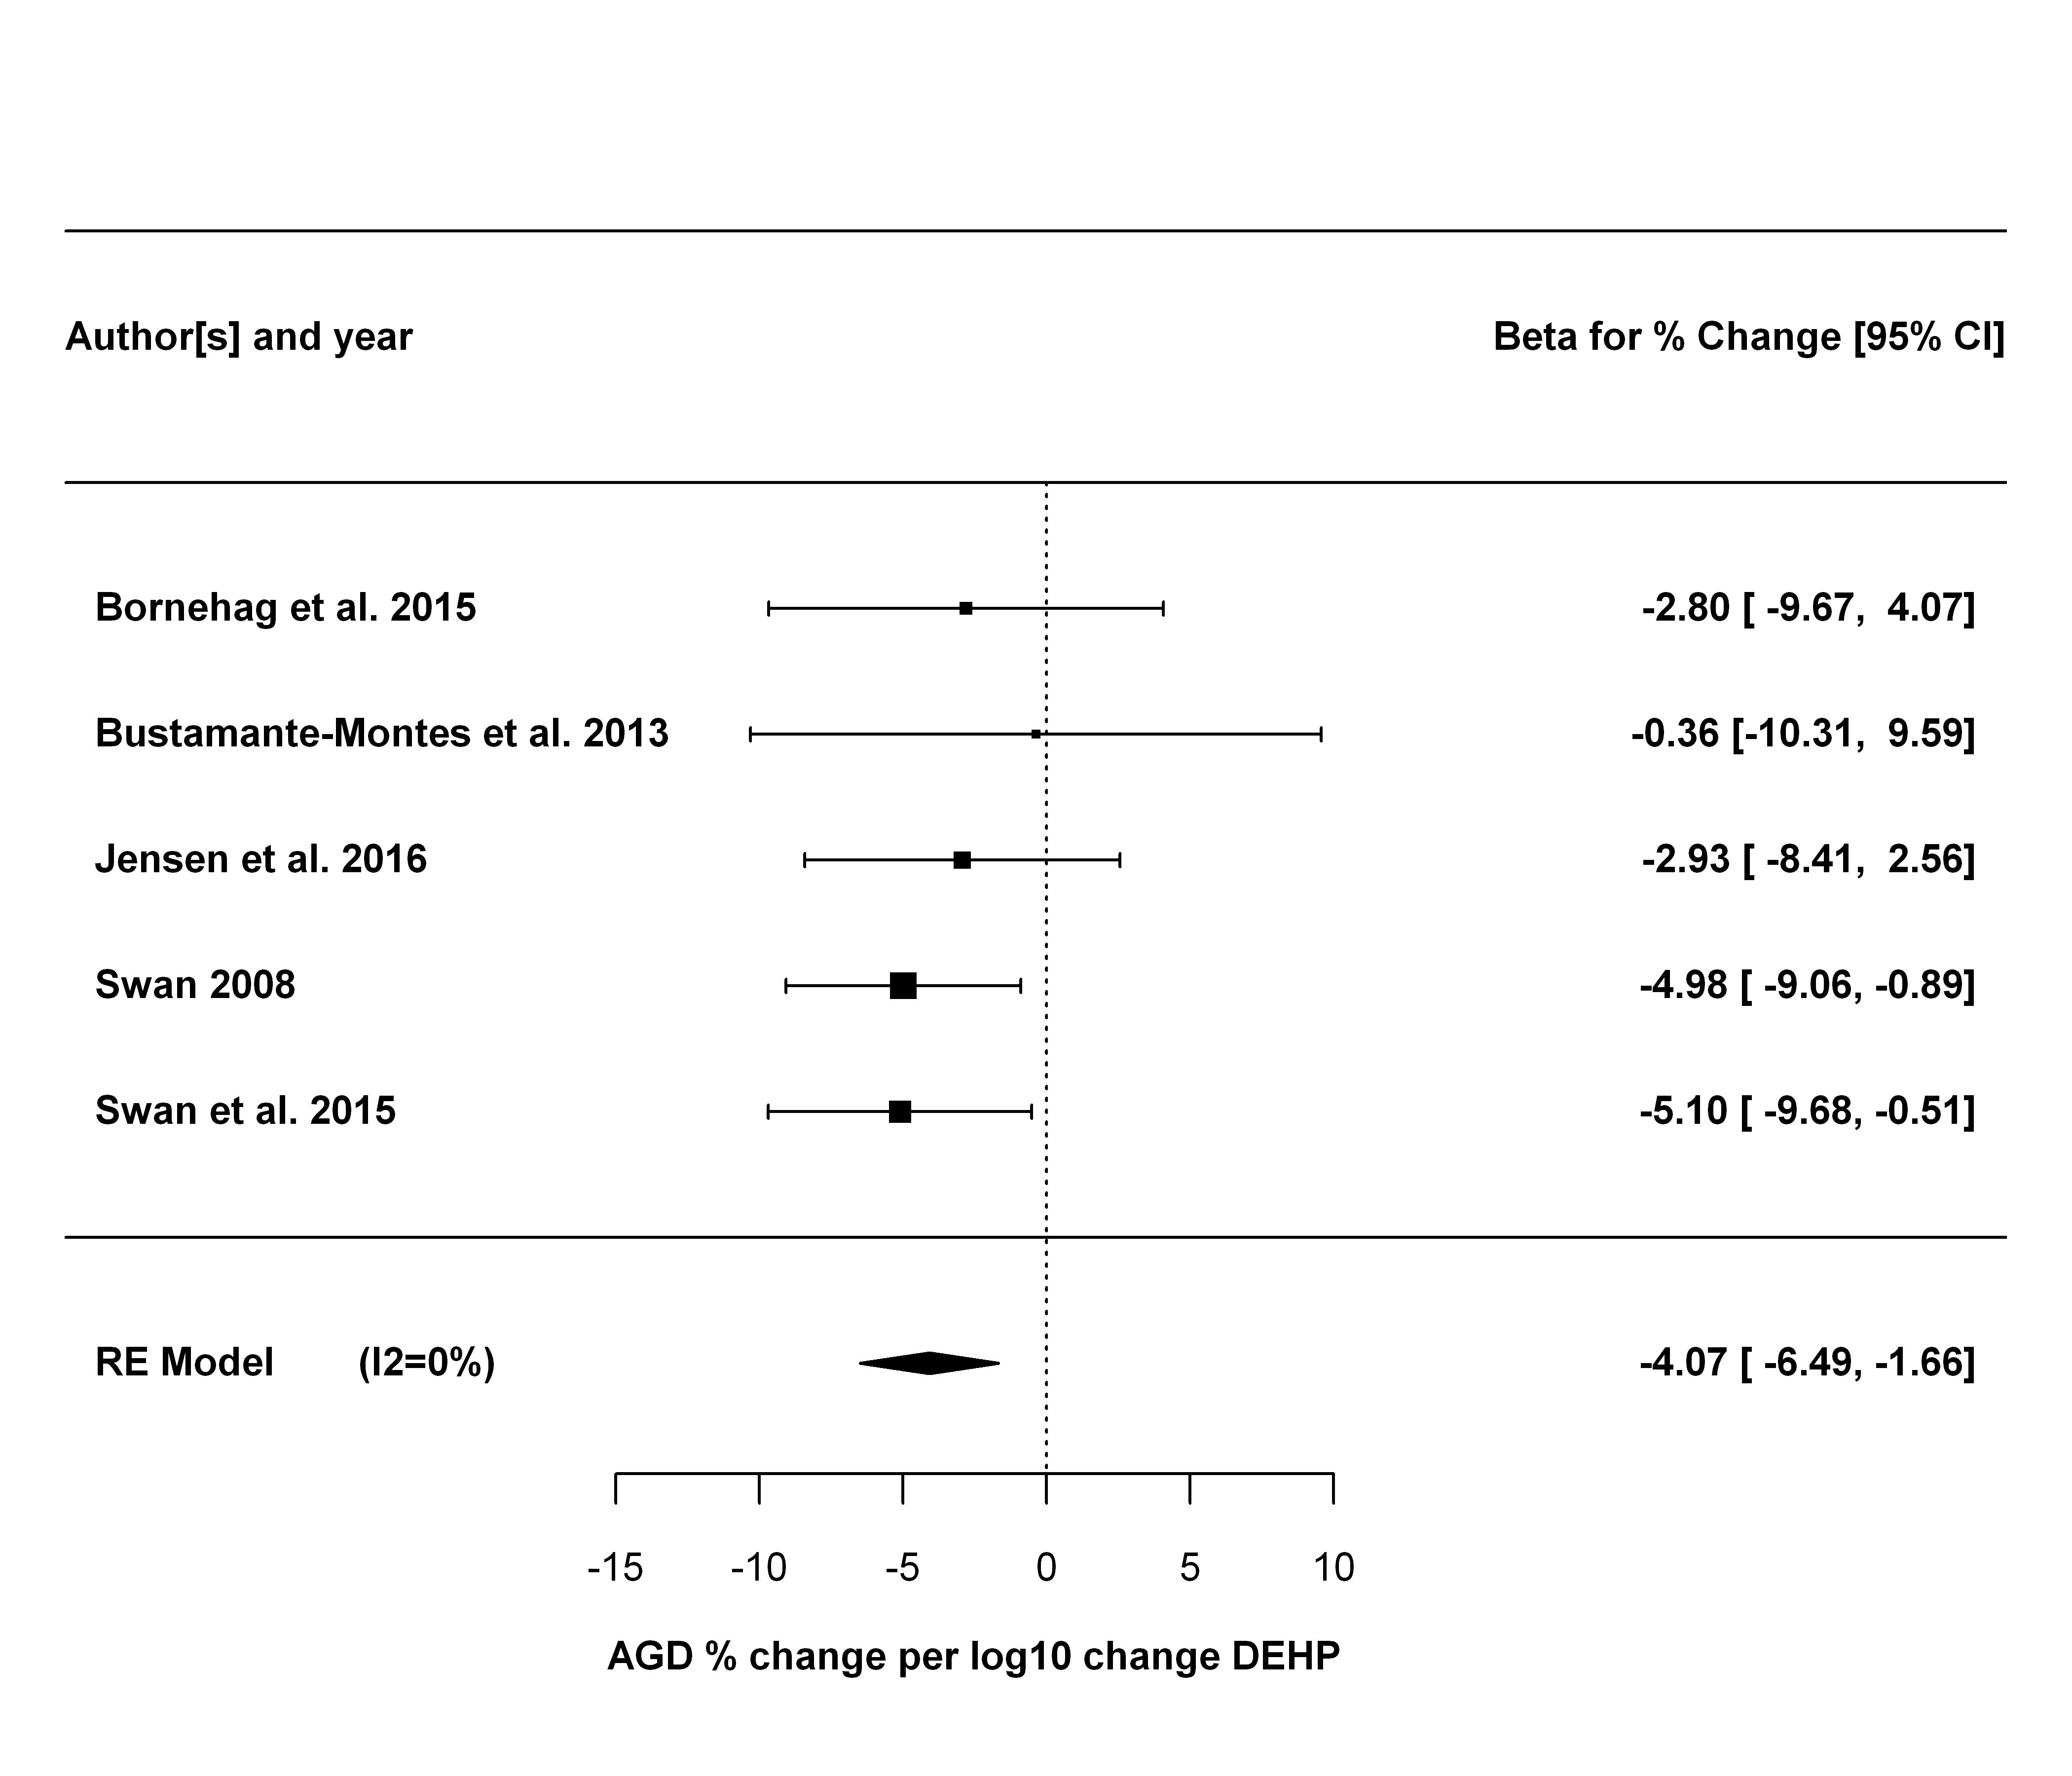 Author[s] and year Beta for % Change [95% CI]
Bornehag et al. 2015 -2.80 [ -9.67, 4.07]
Bustamante-Montes et al. 2013 -0.36 [-10.31, 9.59]
Jensen et al. 2016 -2.93 [ -8.41, 2.56]
Swan 2008 -4.98 [ -9.06, -0.89]
Swan et al. 2015 -5.10 [ -9.68, -0.51]
RE Model (I2=0%) -4.07 [ -6.49, -1.66]
-15 -10 -5 0 5 10
AGD % change per log10 change DEHP